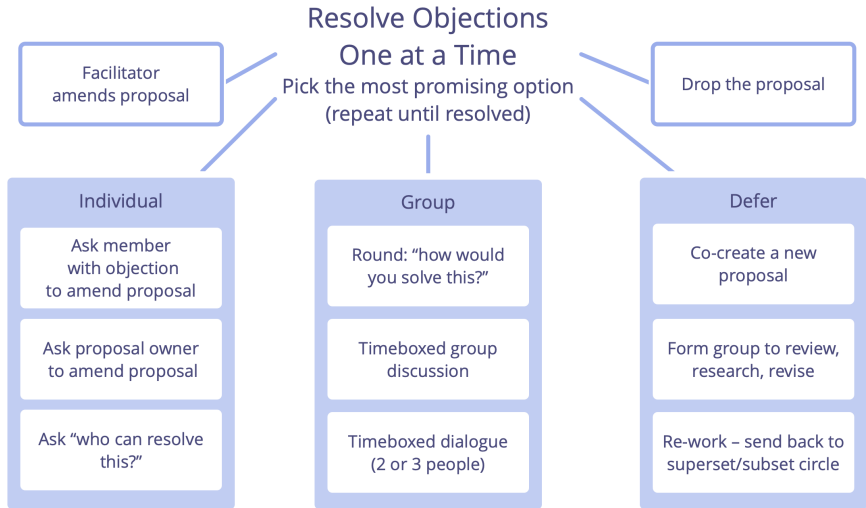 Resolve Objections
One at a Time
Pick the most promising option
(repeat until resolved)
Facilitator
amends proposal
Drop the proposal
Individual
Ask member
with objection
to amend proposal
Ask proposal owner
to amend proposal
Ask “who can resolve
this?”
Group
Round: “how would
you solve this?”
Timeboxed group
discussion
Timeboxed dialogue
(2 or 3 people)
Defer
Co-create a new
proposal
Form group to review,
research, revise
Re-work – send back to
superset/subset circle